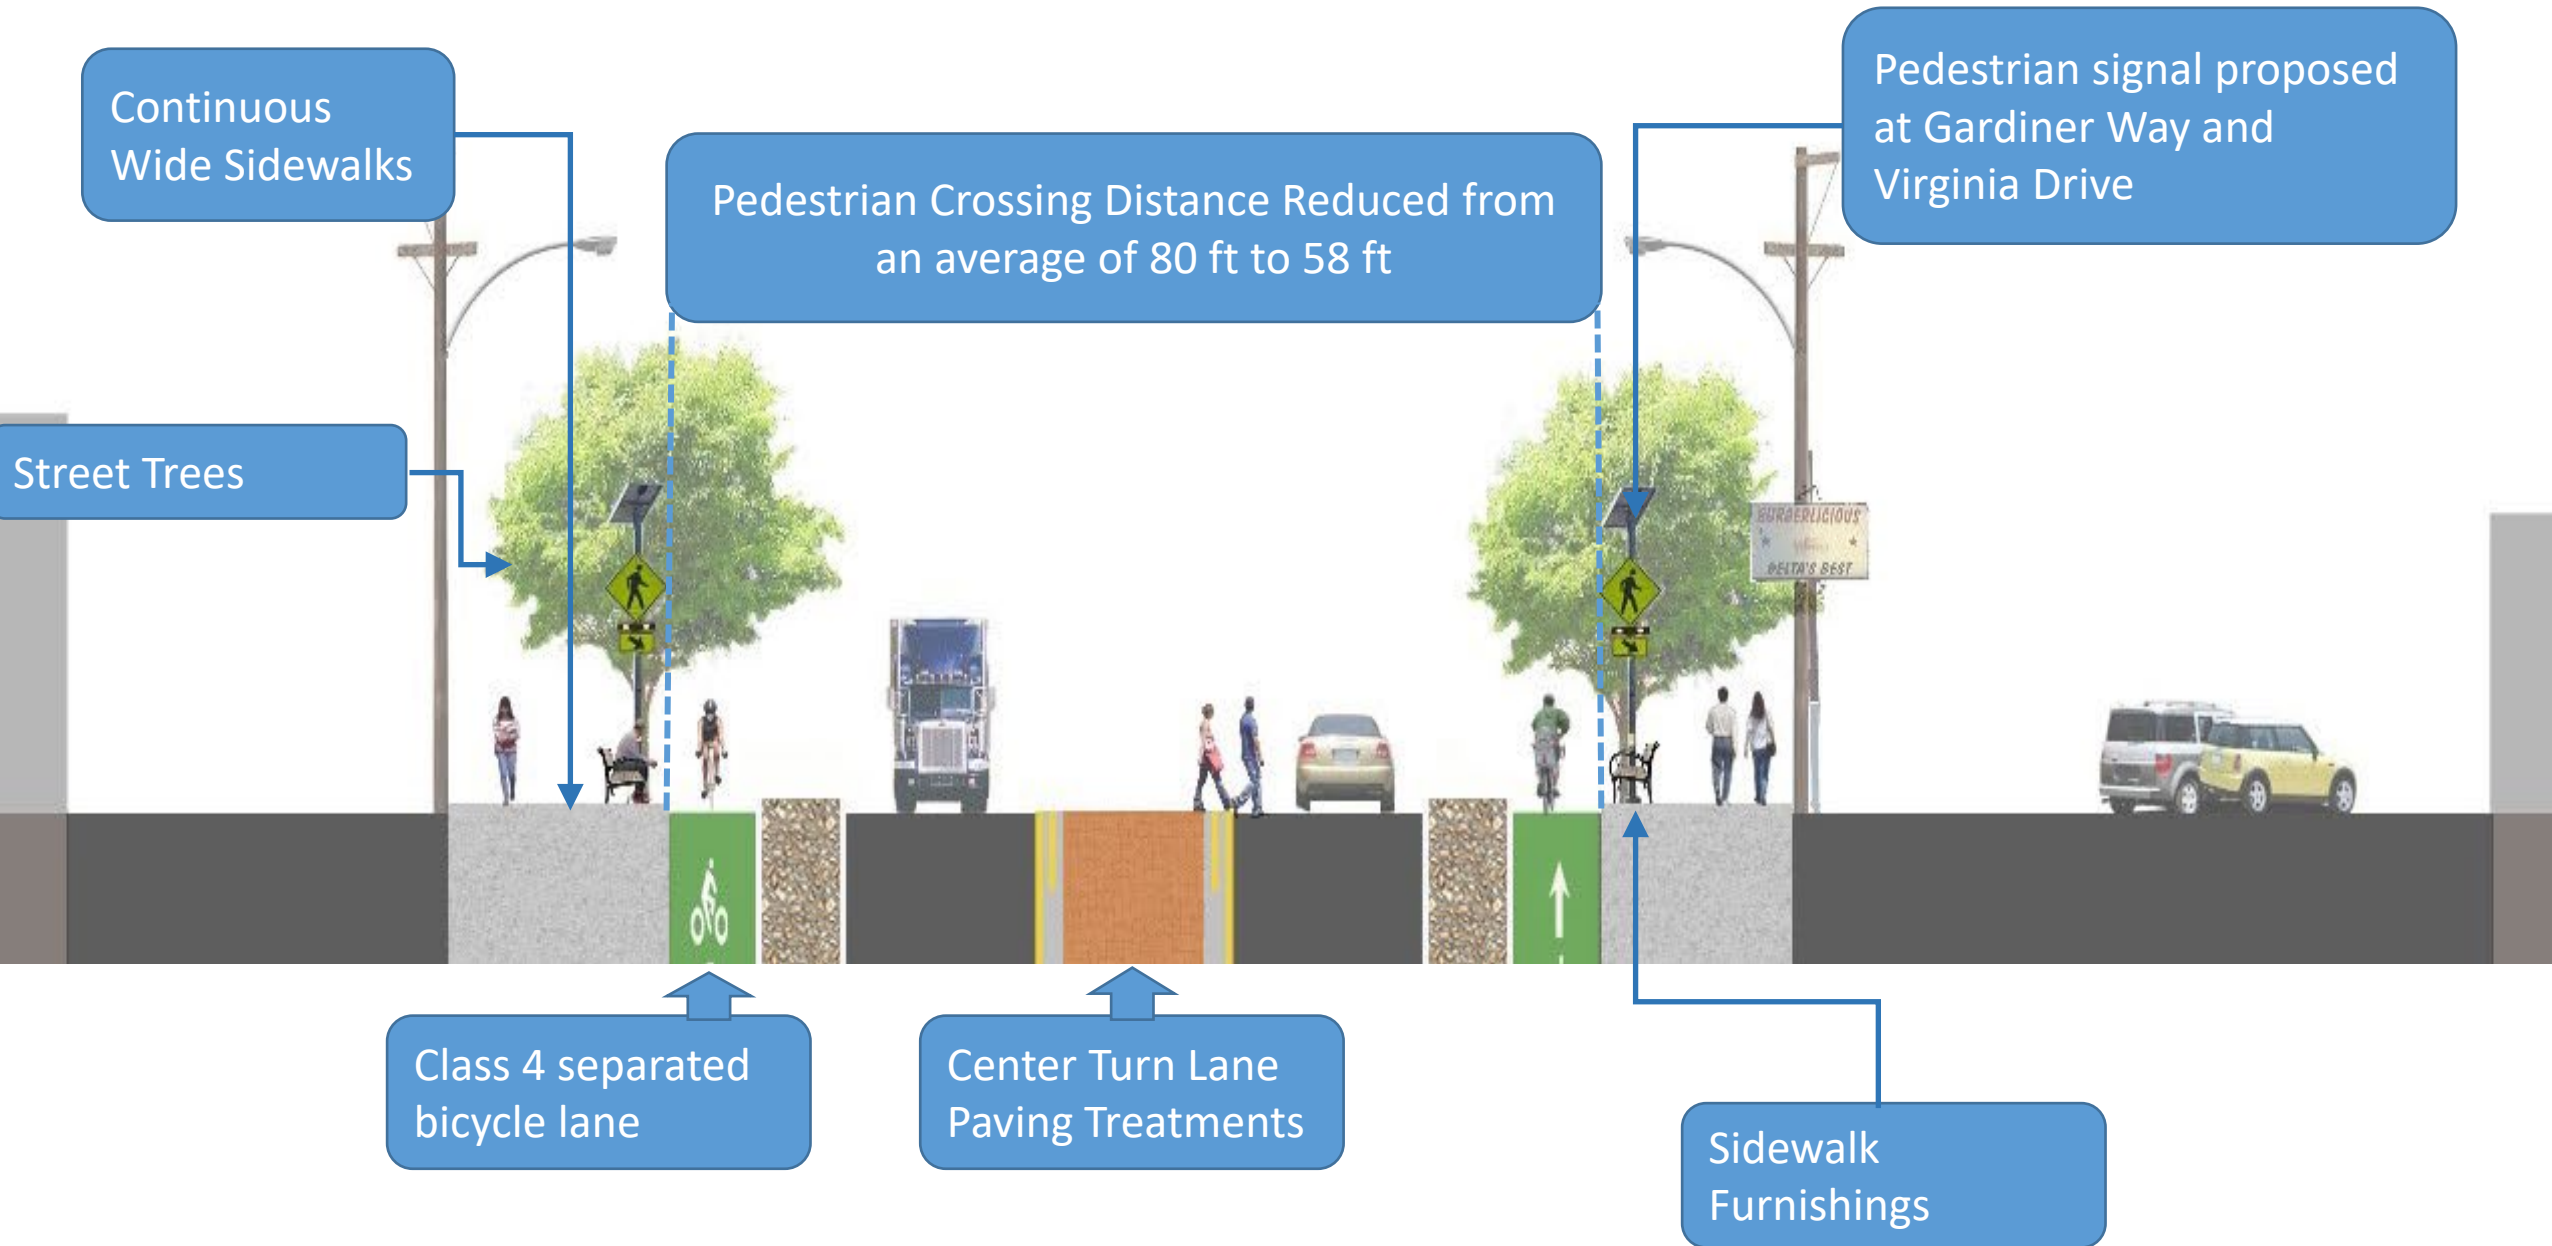 Continuous
Wide Sidewalks
Pedestrian Crossing Distance Reduced from
an average of 80 ft to 58 ft
Pedestrian signal proposed
at Gardiner Way and
Virginia Drive
Street Trees
BURGERLICIOUS
DELTA'S BEST
Class 4 separated
bicycle lane
Center Turn Lane
Paving Treatments
Sidewalk
Furnishings